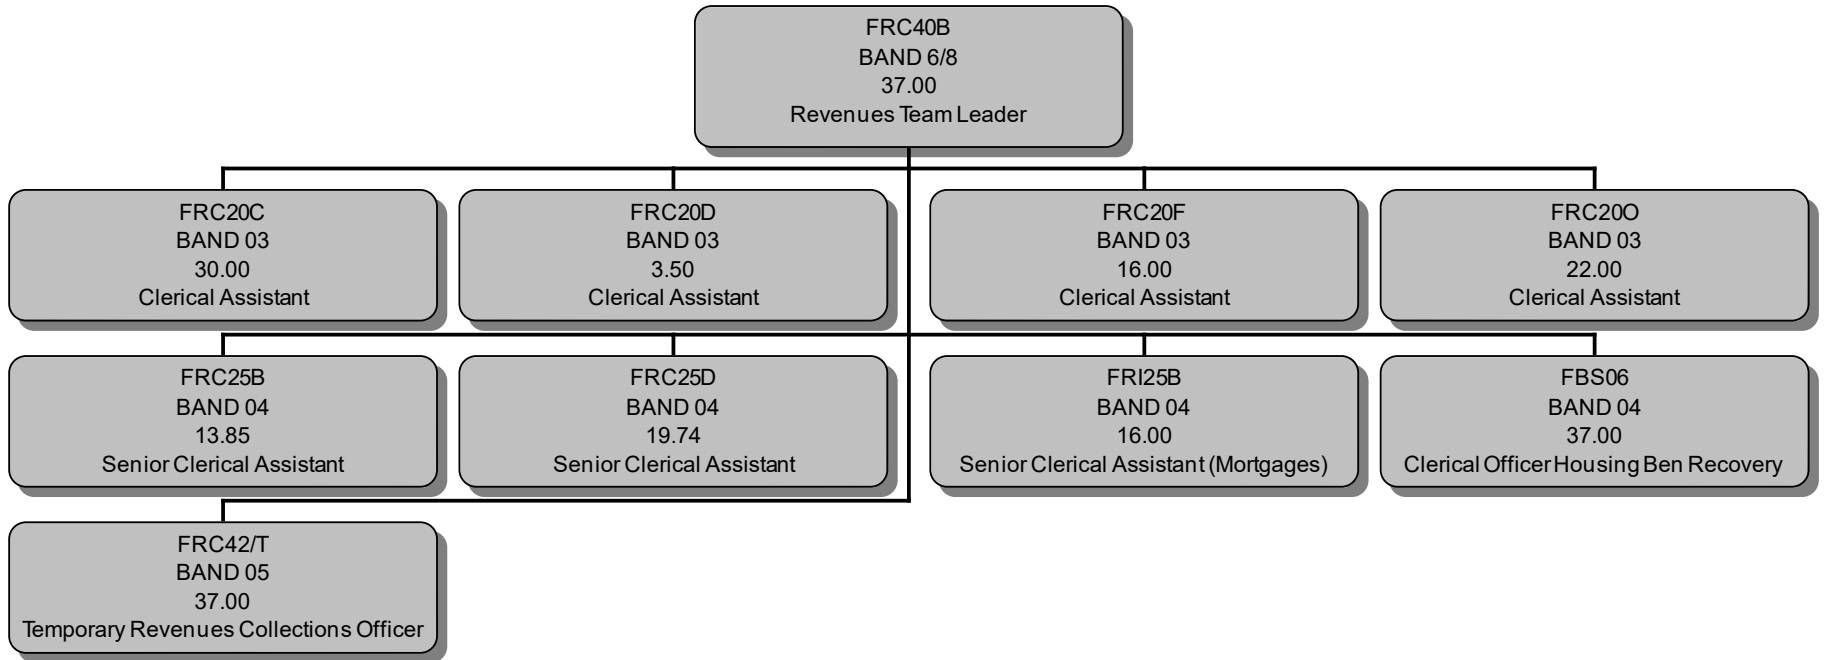 FRC40B
BAND 6/8
37.00
Revenues Team Leader
FRC20C
BAND 03
30.00
Clerical Assistant
FRC20D
BAND 03
3.50
Clerical Assistant
FRC20F
BAND 03
16.00
Clerical Assistant
FRC20O
BAND 03
22.00
Clerical Assistant
FRC25B
BAND 04
13.85
Senior Clerical Assistant
FRC25D
BAND 04
19.74
Senior Clerical Assistant
FRI25B
BAND 04
16.00
Senior Clerical Assistant (Mortgages)
FBS06
BAND 04
37.00
Clerical Officer Housing Ben Recovery
FRC42/T
BAND 05
37.00
Temporary Revenues Collections Officer